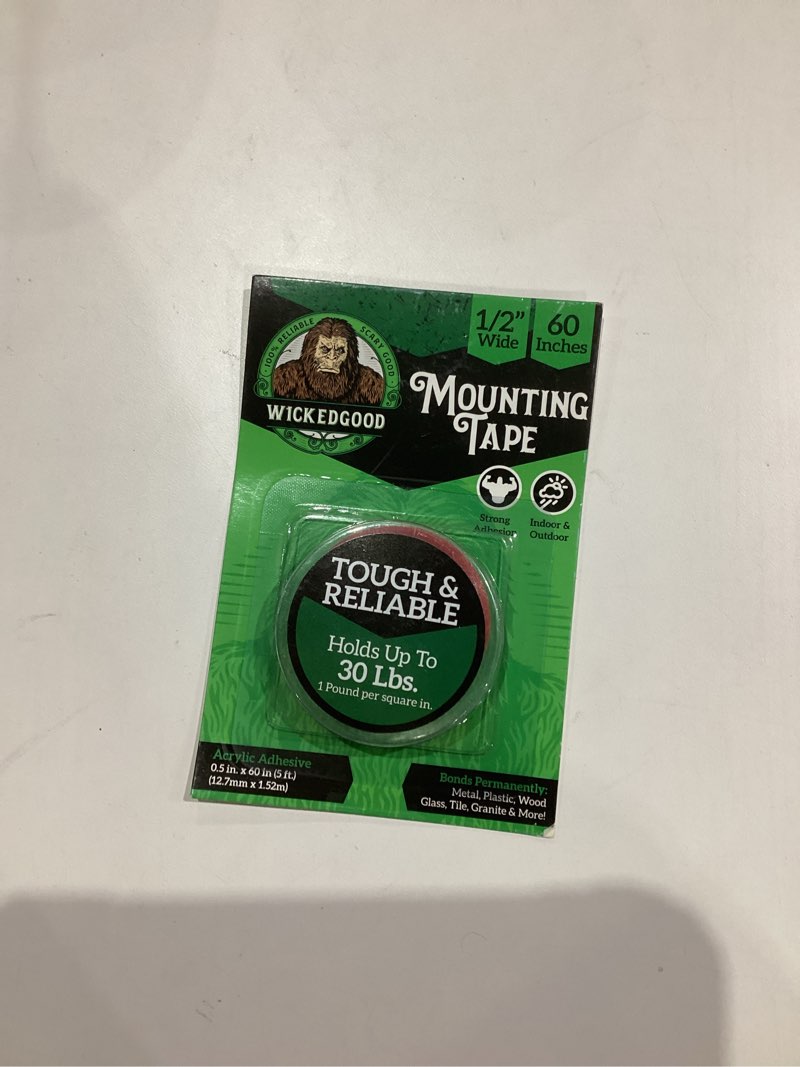 1/2”
Wide
60
Inches
100% RELIABLE
SCARY GOOD
W1CKEDGOOD
MOUNTING
TAPE
Strong
Adhesion
Indoor &
Outdoor
TOUGH &
RELIABLE
Holds Up To
30 Lbs.
1 Pound per square in.
Acrylic Adhesive
0.5 in. x 60 in (5 ft.)
(12.7mm x 1.52m)
Bonds Permanently:
Metal, Plastic, Wood
Glass, Tile, Granite & More!